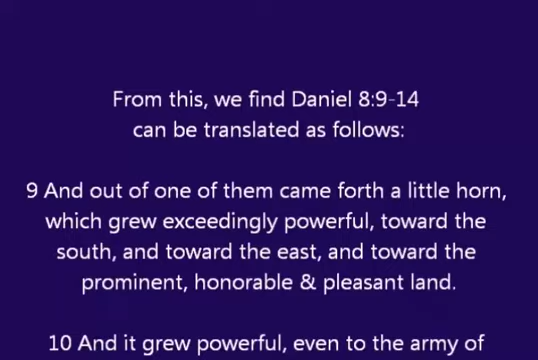 From this, we find Daniel 8:9-14
can be translated as follows:
9 And out of one of them came forth a little horn,
which grew exceedingly powerful, toward the
south, and toward the east, and toward the
prominent, honorable & pleasant land.
10 And it grew powerful, even to the army of